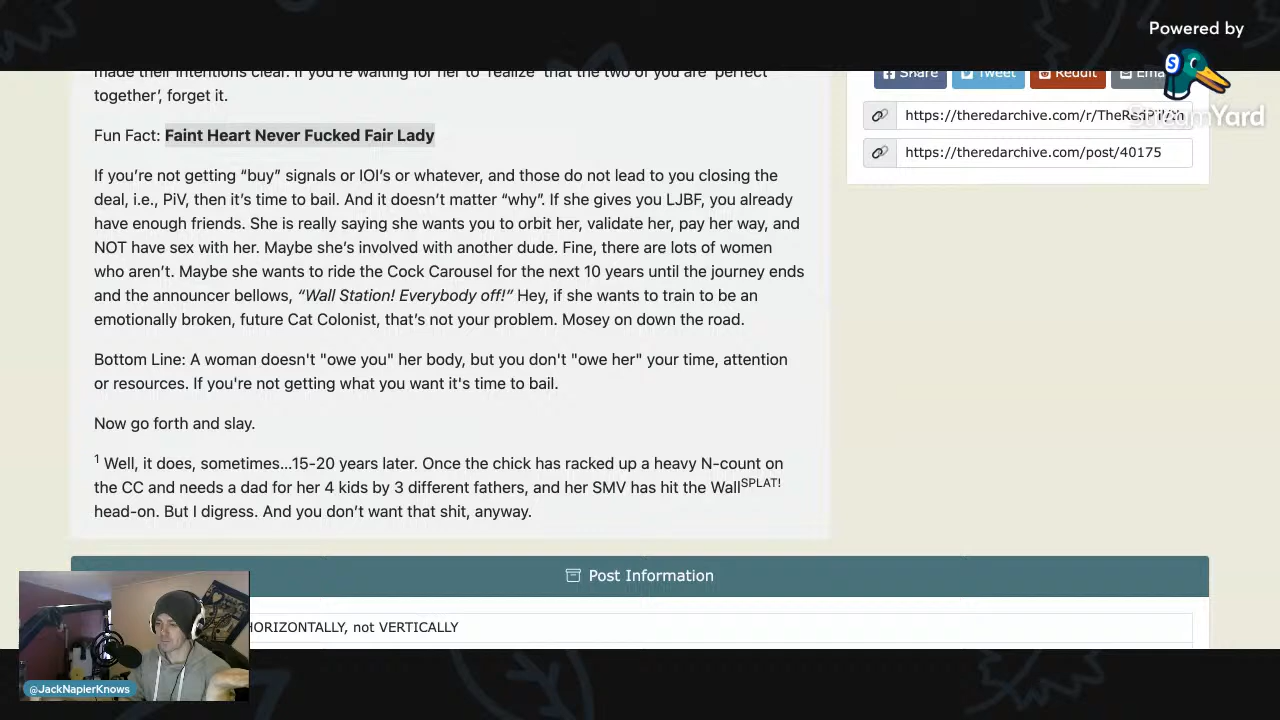 Powered by
StreamYard
made their intentions clear. If you're waiting for her to "realize" that the two of you are 'perfect
together', forget it.
Fun Fact: Faint Heart Never Fucked Fair Lady
If you're not getting “buy” signals or IOI's or whatever, and those do not lead to you closing the
deal, i.e., PiV, then it's time to bail. And it doesn't matter “why”. If she gives you LJBF, you already
have enough friends. She is really saying she wants you to orbit her, validate her, pay her way, and
NOT have sex with her. Maybe she's involved with another dude. Fine, there are lots of women
who aren't. Maybe she wants to ride the Cock Carousel for the next 10 years until the journey ends
and the announcer bellows, “Wall Station! Everybody off!” Hey, if she wants to train to be an
emotionally broken, future Cat Colonist, that's not your problem. Mosey on down the road.
Bottom Line: A woman doesn't "owe you" her body, but you don't "owe her" your time, attention
or resources. If you're not getting what you want it's time to bail.
Now go forth and slay.
1 Well, it does, sometimes...15-20 years later. Once the chick has racked up a heavy N-count on
the CC and needs a dad for her 4 kids by 3 different fathers, and her SMV has hit the WallSPLAT!
head-on. But I digress. And you don't want that shit, anyway.
Share Tweet Reddit
https://theredarchive.com/r/TheRedPill/
https://theredarchive.com/post/40175
Post Information
HORIZONTALLY, not VERTICALLY
@JackNapierKnows